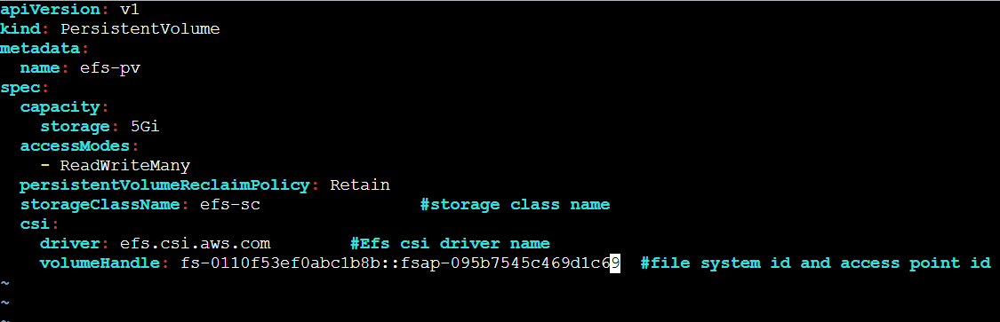 apiVersion: v1
kind: PersistentVolume
metadata:
  name: efs-pv
spec:
  capacity:
    storage: 5Gi
  accessModes:
    - ReadWriteMany
  persistentVolumeReclaimPolicy: Retain
  storageClassName: efs-sc                #storage class name
  csi:
    driver: efs.csi.aws.com        #Efs csi driver name
    volumeHandle: fs-0110f53ef0abc1b8b::fsap-095b7545c469d1c69  #file system id and access point id
~
~
~